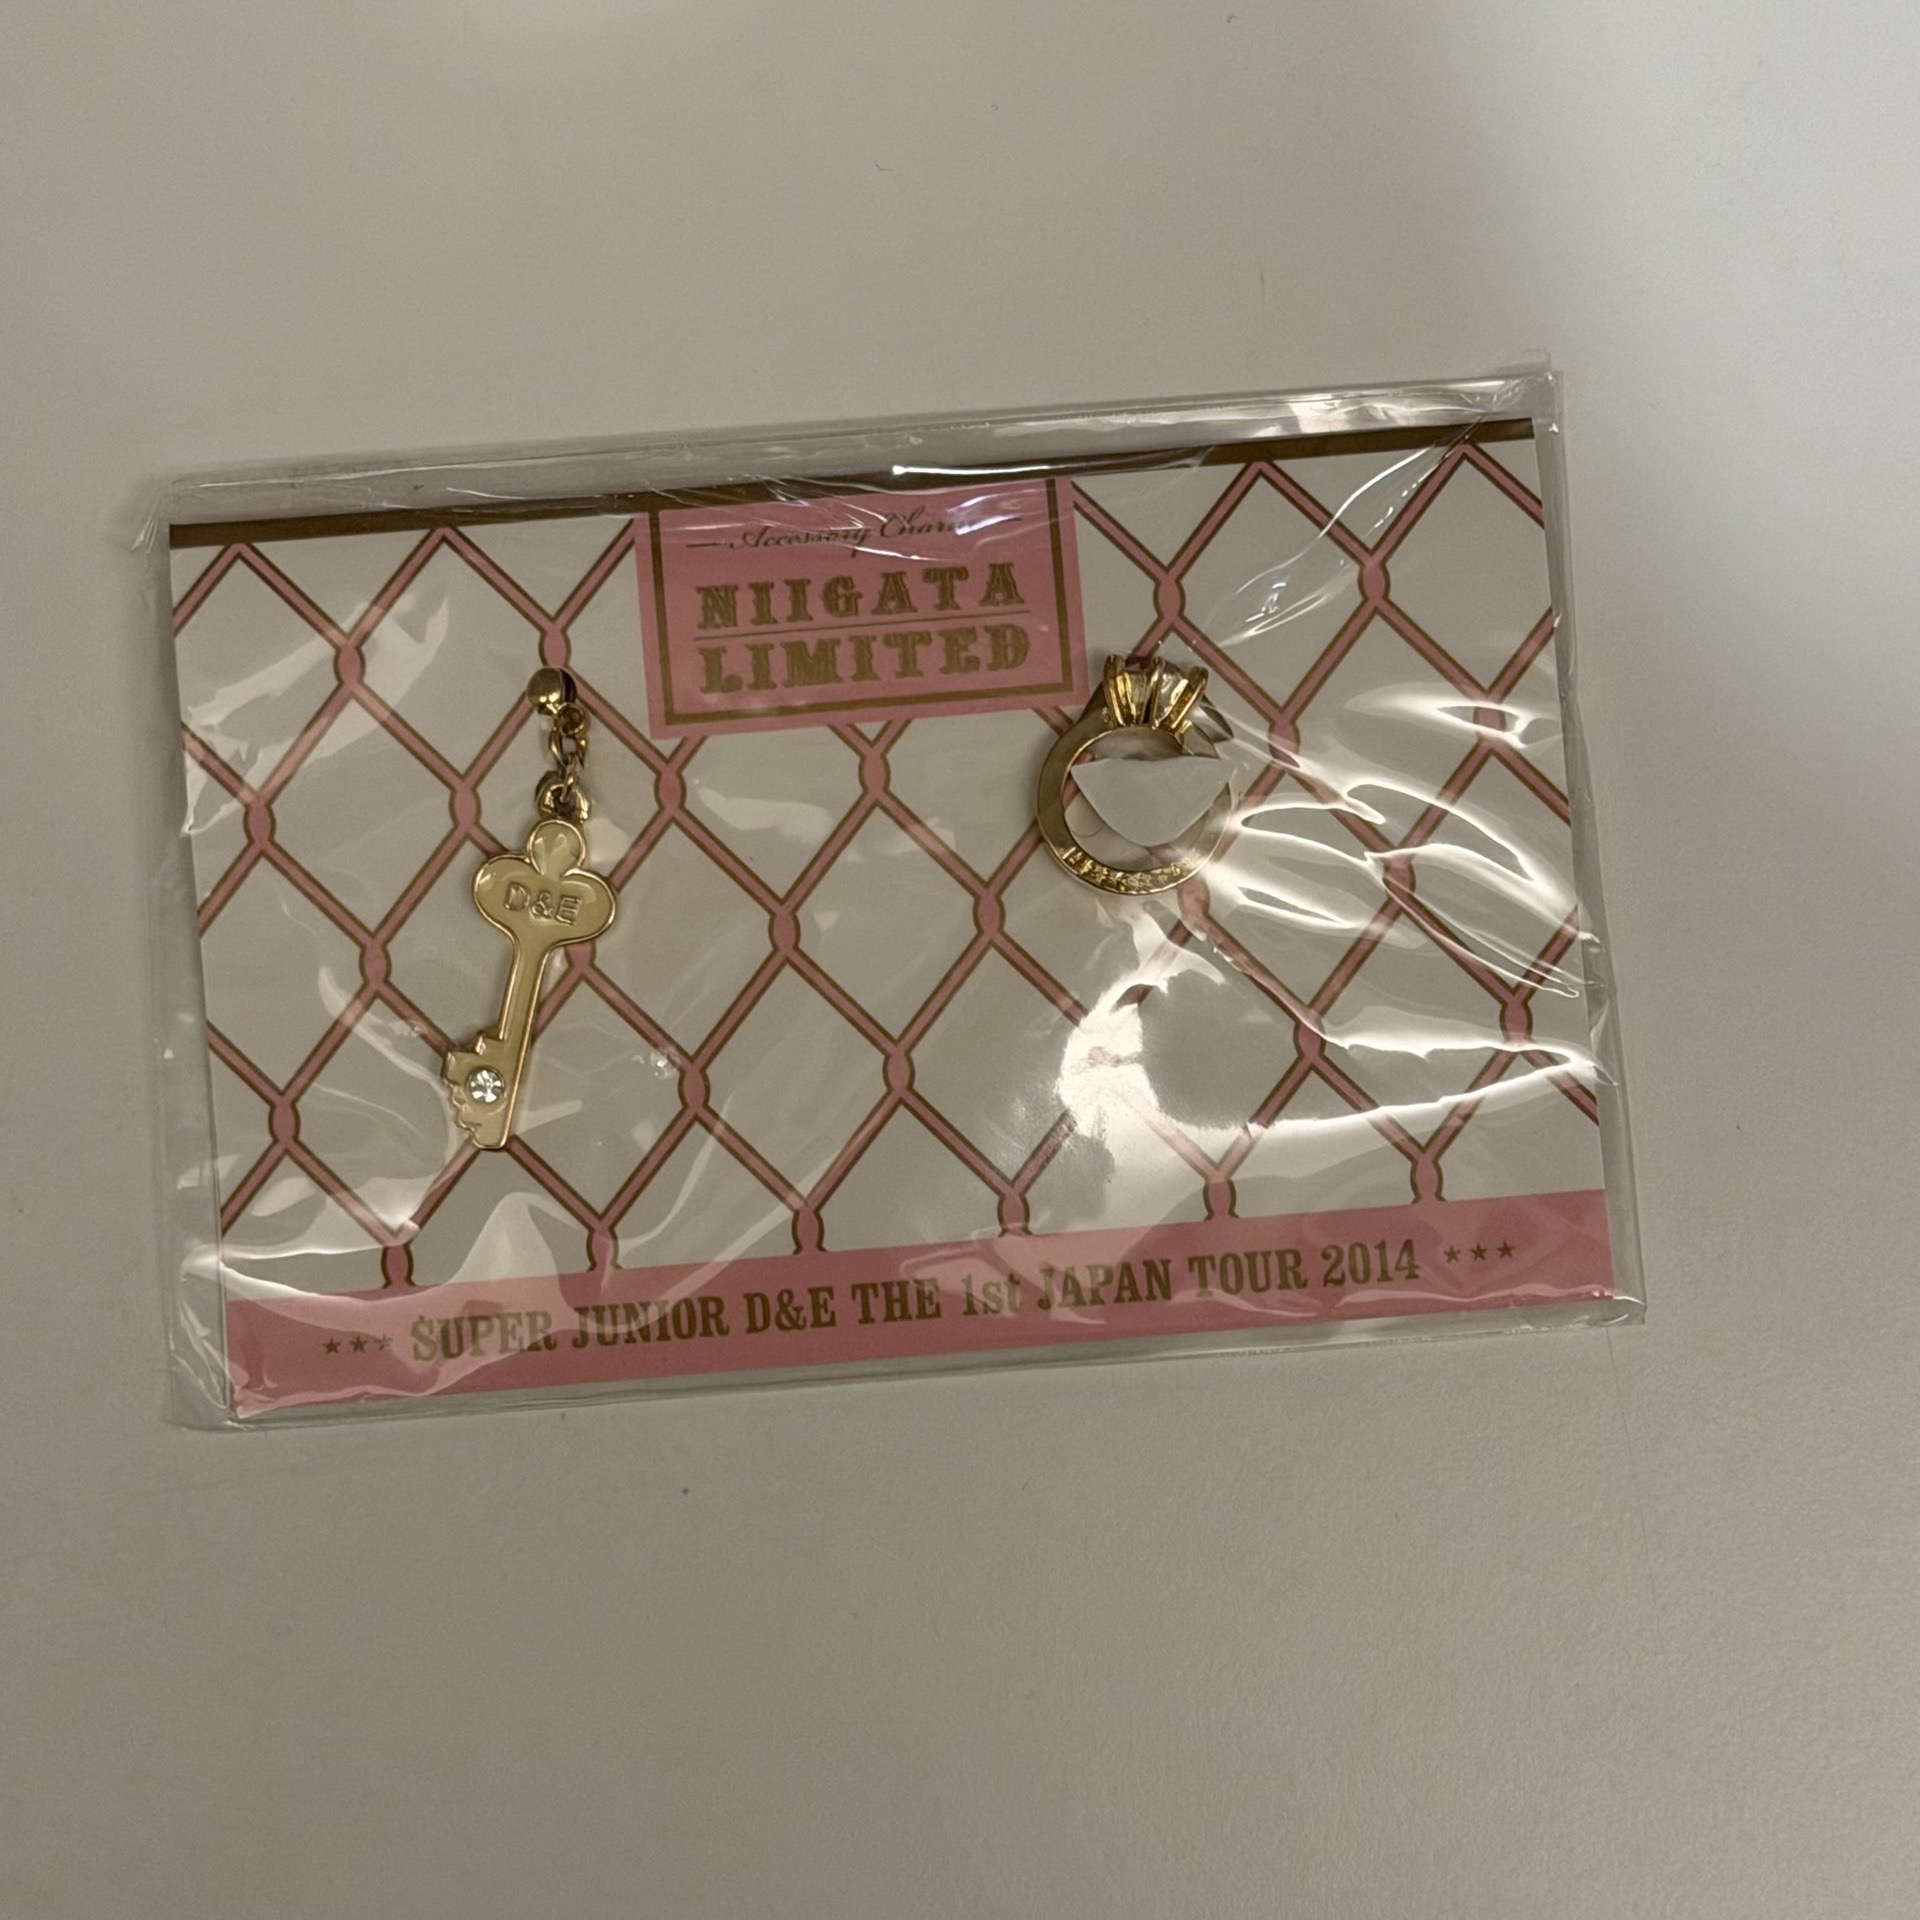 Accessory Charm
NIIGATA
LIMITED
D&E
★★★ SUPER JUNIOR D&E THE 1st JAPAN TOUR 2014 ★★★